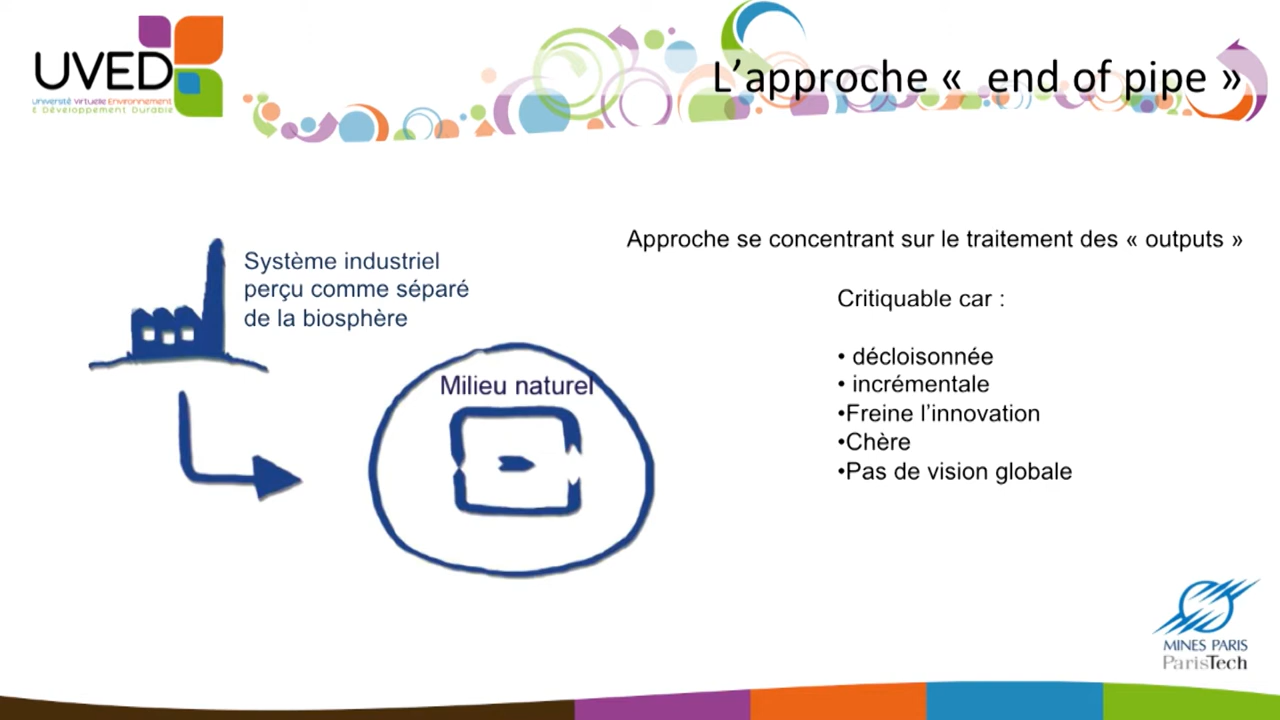 UVED
Université Virtuelle Environnement
& Développement Durable
L’approche «  end of pipe »
Système industriel
perçu comme séparé
de la biosphère
Milieu naturel
Approche se concentrant sur le traitement des « outputs »
Critiquable car :
• décloisonnée
• incrémentale
•Freine l’innovation
•Chère
•Pas de vision globale
MINES PARIS
ParisTech